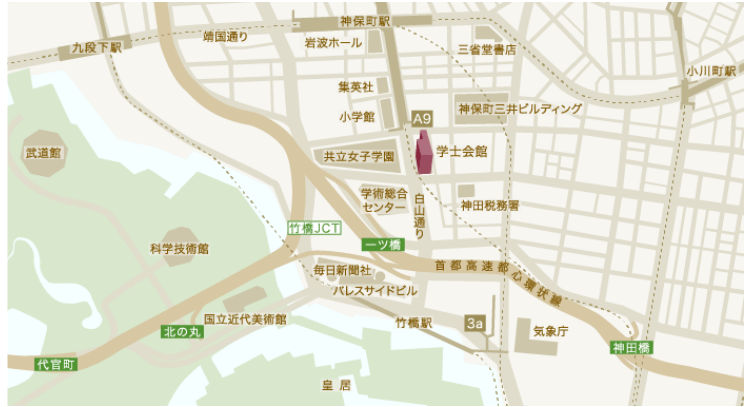 神保町駅
靖国通り
九段下駅
岩波ホール
三省堂書店
小川町駅
集英社
神保町三井ビルディング
小学館
A9
武道館
共立女子学園
学士会館
学術総合
センター
白山通り
神田税務署
竹橋JCT
一ツ橋
科学技術館
首都高速都心環状線
毎日新聞社
パレスサイドビル
国立近代美術館
北の丸
竹橋駅
3a
気象庁
神田橋
代官町
皇居